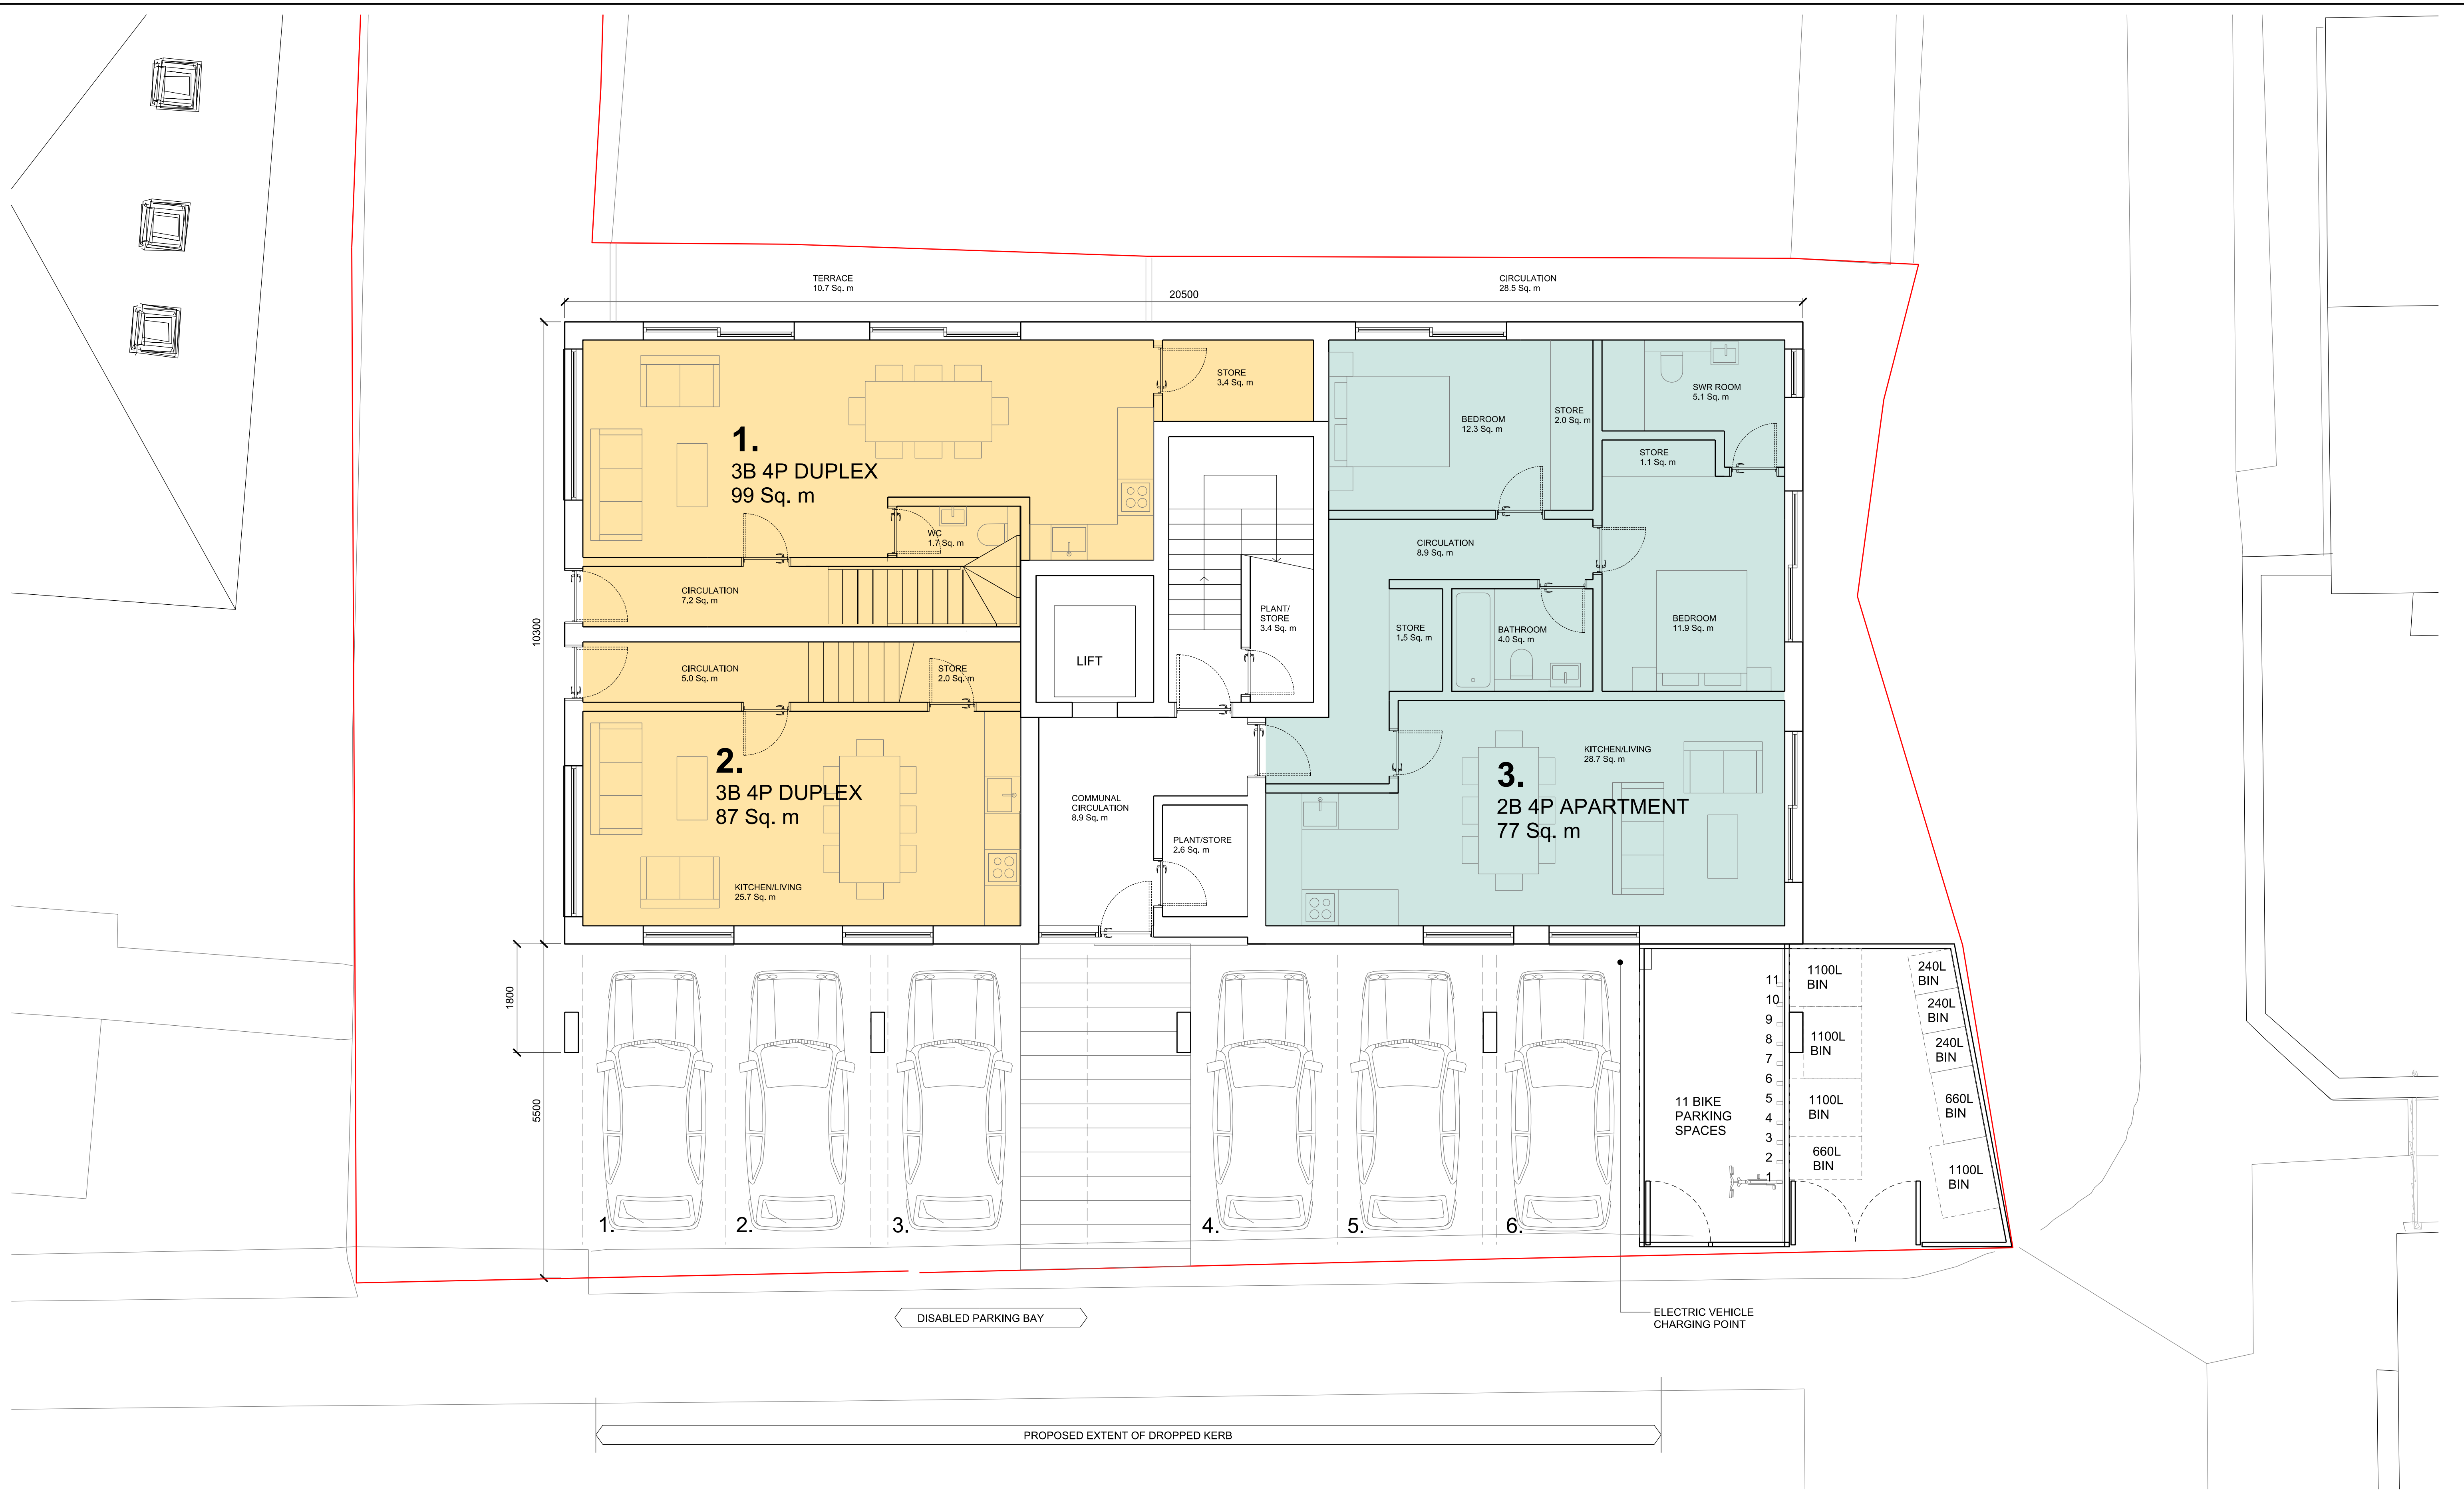 TERRACE
10.7 Sq. m
CIRCULATION
28.5 Sq. m
20500
10300
1800
5500
1.
3B 4P DUPLEX
99 Sq. m
STORE
3.4 Sq. m
WC
1.7 Sq. m
CIRCULATION
7.2 Sq. m
CIRCULATION
5.0 Sq. m
STORE
2.0 Sq. m
2.
3B 4P DUPLEX
87 Sq. m
KITCHEN/LIVING
25.7 Sq. m
LIFT
PLANT/
STORE
3.4 Sq. m
COMMUNAL
CIRCULATION
8.9 Sq. m
PLANT/STORE
2.6 Sq. m
BEDROOM
12.3 Sq. m
STORE
2.0 Sq. m
SWR ROOM
5.1 Sq. m
STORE
1.1 Sq. m
CIRCULATION
8.9 Sq. m
STORE
1.5 Sq. m
BATHROOM
4.0 Sq. m
BEDROOM
11.9 Sq. m
KITCHEN/LIVING
28.7 Sq. m
3.
2B 4P APARTMENT
77 Sq. m
1.
2.
3.
4.
5.
6.
11 BIKE
PARKING
SPACES
11
10
9
8
7
6
5
4
3
2
1
1100L
BIN
1100L
BIN
1100L
BIN
660L
BIN
240L
BIN
240L
BIN
240L
BIN
660L
BIN
1100L
BIN
DISABLED PARKING BAY
ELECTRIC VEHICLE
CHARGING POINT
PROPOSED EXTENT OF DROPPED KERB